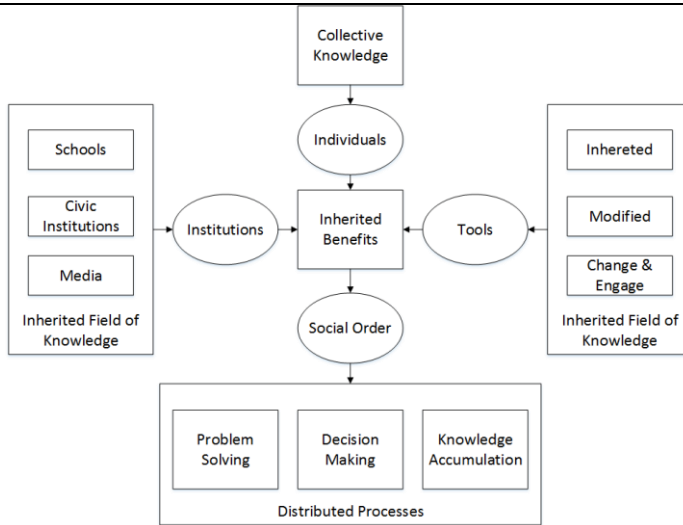 Collective
Knowledge
Individuals
Schools
Civic
Institutions
Media
Inherited Field of
Knowledge
Institutions
Inherited
Benefits
Tools
Inhereted
Modified
Change &
Engage
Inherited Field of
Knowledge
Social Order
Problem
Solving
Decision
Making
Knowledge
Accumulation
Distributed Processes